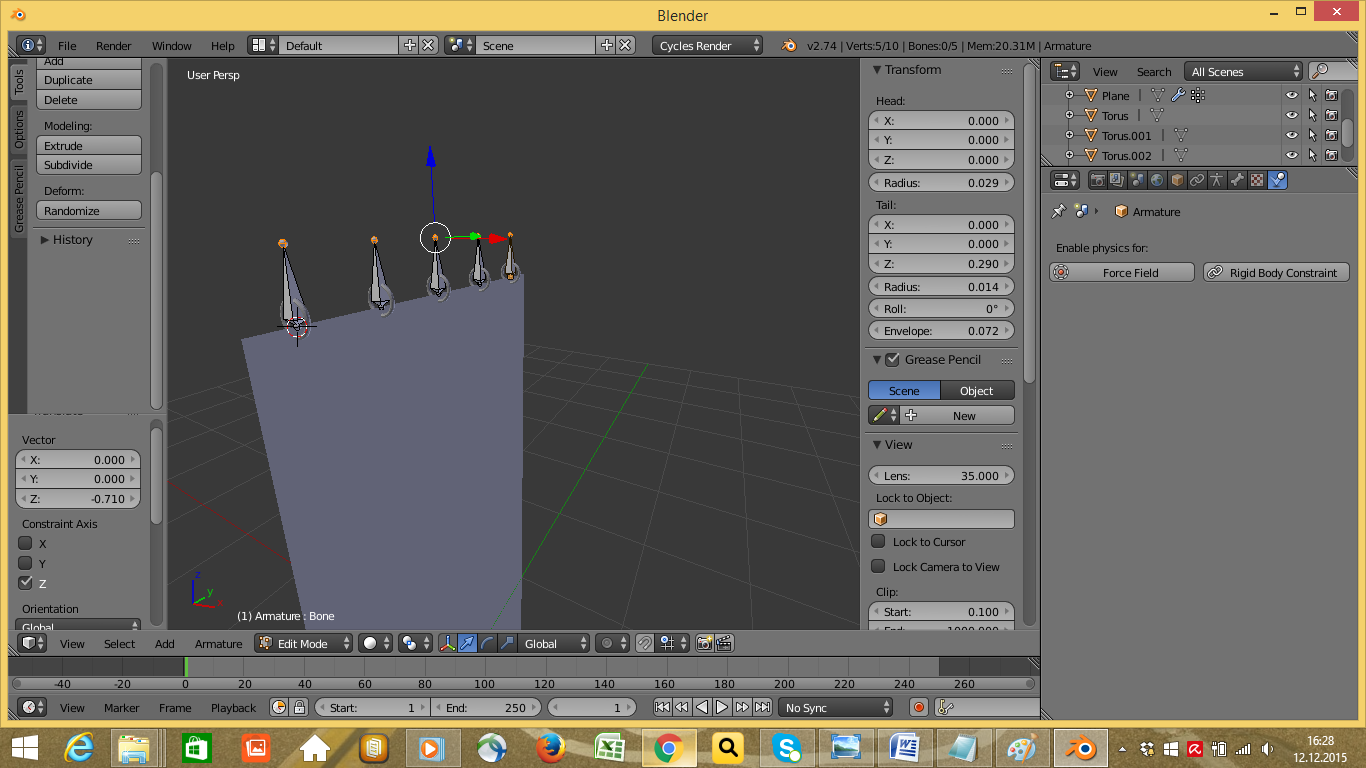 Blender
File Render Window Help Default Scene Cycles Render v2.74 | Verts:5/10 | Bones:0/5 | Mem:20.31M | Armature
Tools
Options
Grease Pencil
Add
Duplicate
Delete
Modeling:
Extrude
Subdivide
Deform:
Randomize
History
Translate
Vector
X: 0.000
Y: 0.000
Z: -0.710
Constraint Axis
X
Y
Z
Orientation
Global
User Persp
z
y
x
(1) Armature : Bone
Transform
Head:
X: 0.000
Y: 0.000
Z: 0.000
Radius: 0.029
Tail:
X: 0.000
Y: 0.000
Z: 0.290
Radius: 0.014
Roll: 0°
Envelope: 0.072
Grease Pencil
Scene Object
New
View
Lens: 35.000
Lock to Object:
Lock to Cursor
Lock Camera to View
Clip:
Start: 0.100
End: 1000.000
View Search All Scenes
Plane
Torus
Torus.001
Torus.002
Armature
Enable physics for:
Force Field Rigid Body Constraint
View Select Add Armature Edit Mode Global
-40 -20 0 20 40 60 80 100 120 140 160 180 200 220 240 260
View Marker Frame Playback Start: 1 End: 250 1 No Sync
16:28
12.12.2015